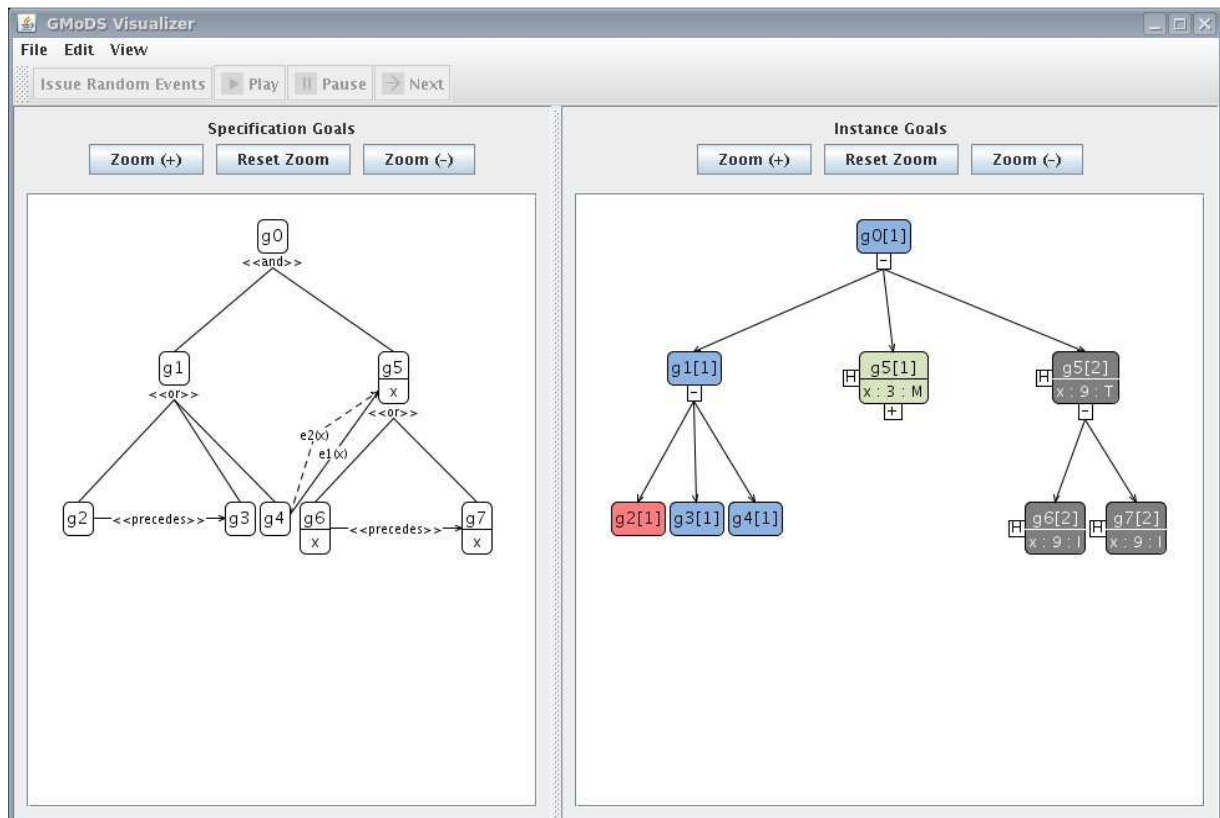 GMoDS Visualizer
File Edit View
Issue Random Events Play Pause Next
Specification Goals
Zoom (+) Reset Zoom Zoom (-)
g0
<<and>>
g1
<<or>>
g5
x
<<or>>
e2(x)
e1(x)
g2
<<precedes>>
g3
g4
g6
x
<<precedes>>
g7
x
Instance Goals
Zoom (+) Reset Zoom Zoom (-)
g0[1]
-
g1[1]
-
H
g5[1]
x : 3 : M
+
H
g5[2]
x : 9 : T
-
g2[1]
g3[1]
g4[1]
H
g6[2]
x : 9 : I
H
g7[2]
x : 9 : I